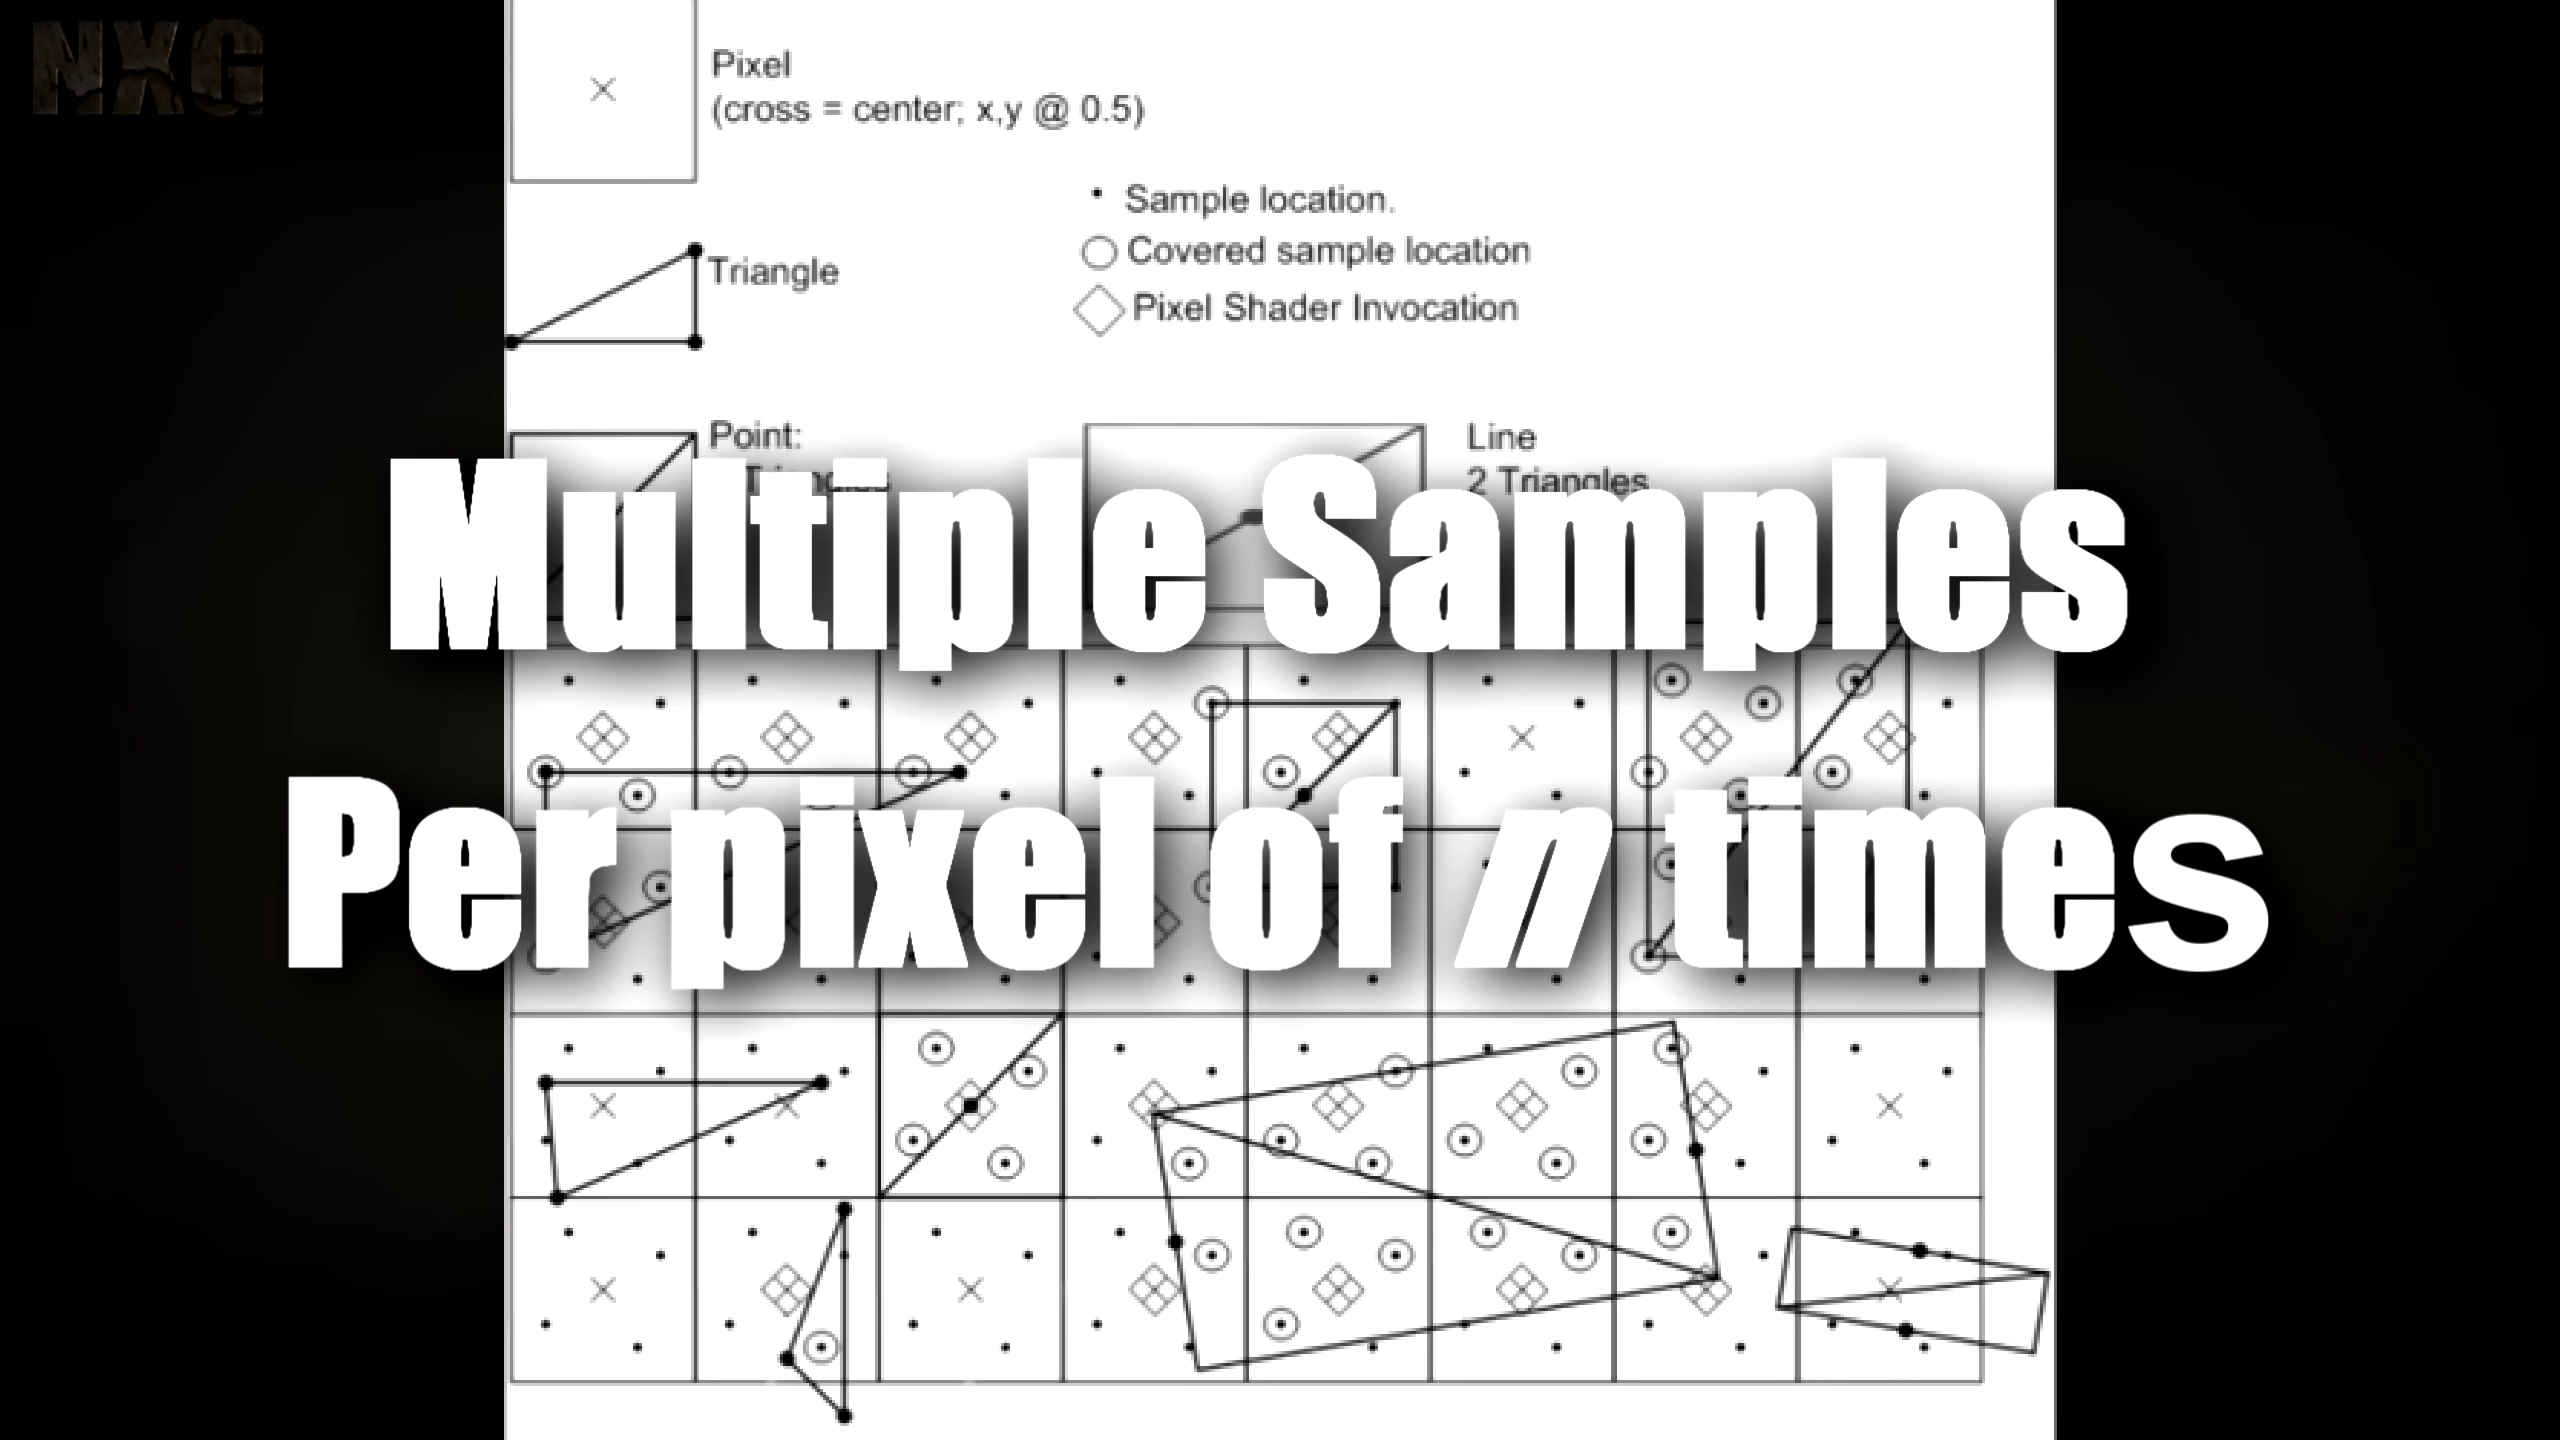 NXG
Pixel
(cross = center; x,y @ 0.5)
Sample location.
Covered sample location
Triangle
Pixel Shader Invocation
Point:
Triangles
Line
2 Triangles
Multiple Samples
Per pixel of n times